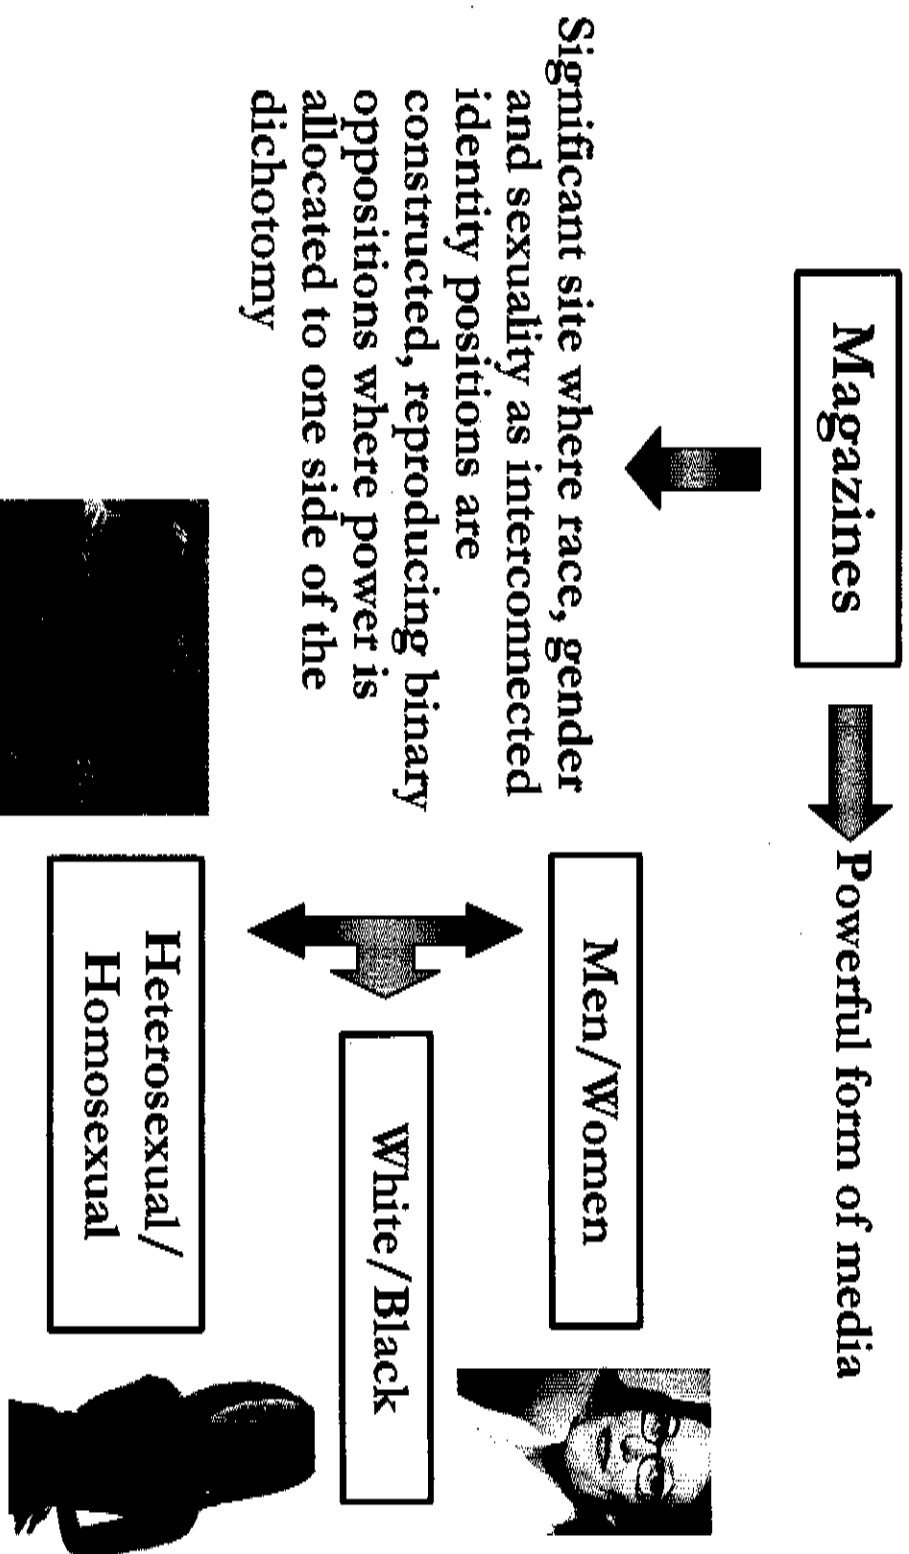 Magazines
Powerful form of media
Significant site where race, gender
and sexuality as interconnected
identity positions are
constructed, reproducing binary
oppositions where power is
allocated to one side of the
dichotomy
Men/Women
White/Black
Heterosexual/
Homosexual